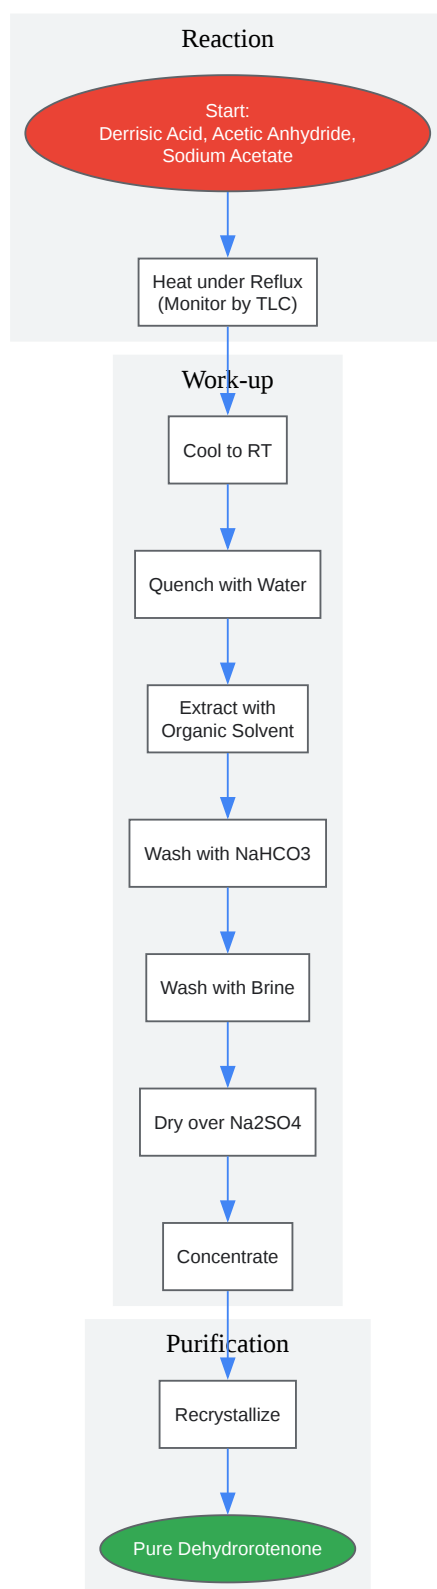 Reaction
Start:
Derrisic Acid, Acetic Anhydride,
Sodium Acetate
Heat under Reflux
(Monitor by TLC)
Work-up
Cool to RT
Quench with Water
Extract with
Organic Solvent
Wash with NaHCO3
Wash with Brine
Dry over Na2SO4
Concentrate
Purification
Recrystallize
Pure Dehydrorotenone